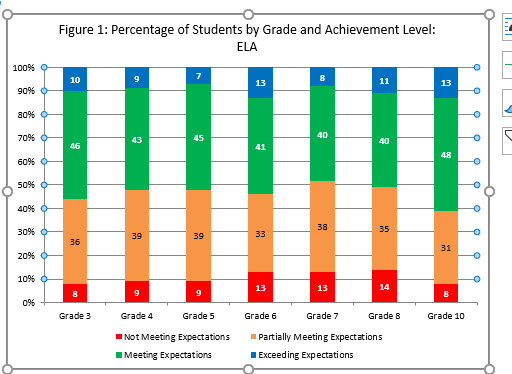 Figure 1: Percentage of Students by Grade and Achievement Level:
ELA
100%
90%
80%
70%
60%
50%
40%
30%
20%
10%
0%
10 9 7 13 8 11 13
46 43 45 41 40 40 48
36 39 39 33 38 35 31
8 9 9 13 13 14 8
Grade 3 Grade 4 Grade 5 Grade 6 Grade 7 Grade 8 Grade 10
Not Meeting Expectations Partially Meeting Expectations
Meeting Expectations Exceeding Expectations